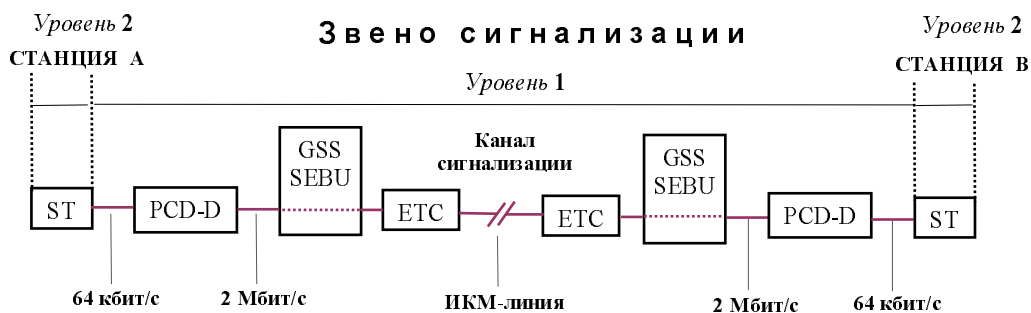 Уровень 2
Звено сигнализации
Уровень 2
СТАНЦИЯ А
СТАНЦИЯ В
Уровень 1
GSS
SEBU
Канал
сигнализации
GSS
SEBU
ST
PCD-D
ETC
ETC
PCD-D
ST
64 кбит/с
2 Мбит/с
ИКМ-линия
2 Мбит/с
64 кбит/с